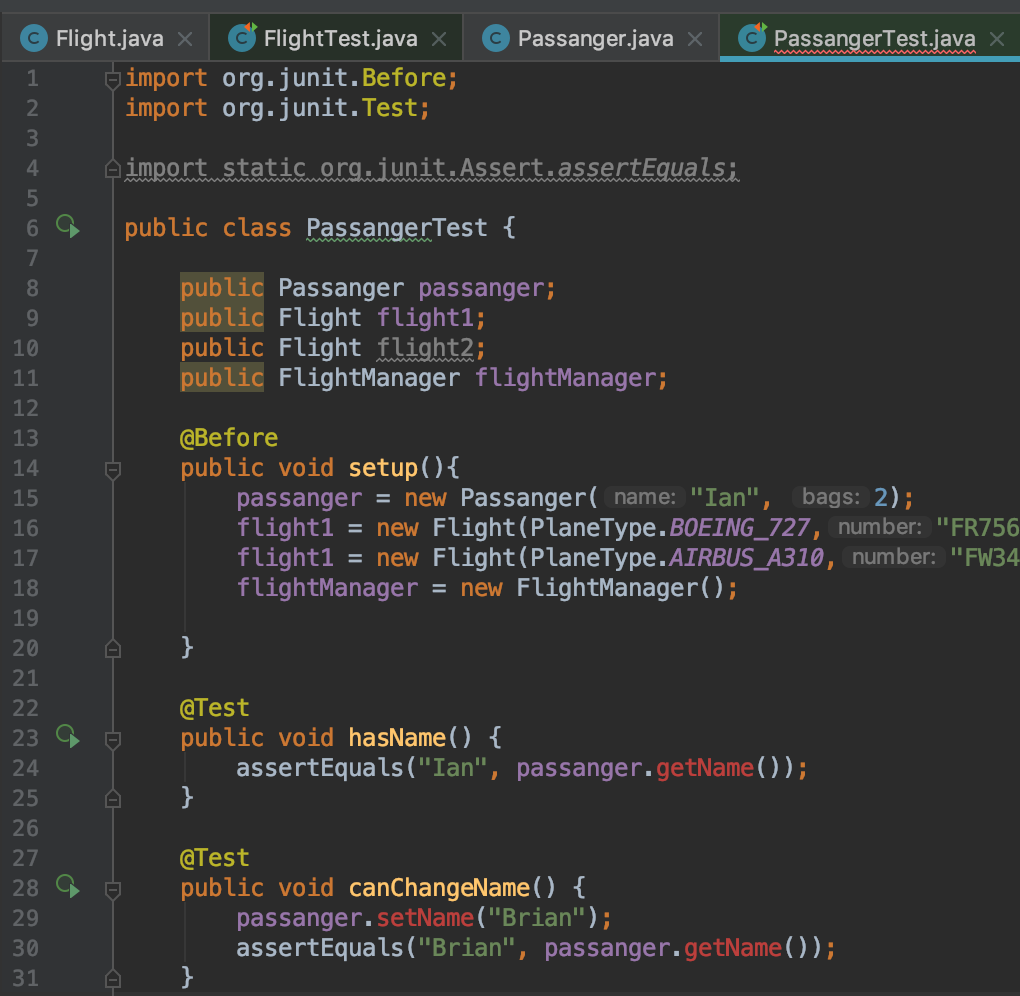 Flight.java FlightTest.java Passanger.java PassangerTest.java
1 import org.junit.Before;
2 import org.junit.Test;
3
4 import static org.junit.Assert.assertEquals;
5
6 public class PassangerTest {
7
8 public Passanger passanger;
9 public Flight flight1;
10 public Flight flight2;
11 public FlightManager flightManager;
12
13 @Before
14 public void setup(){
15 passanger = new Passanger( name: "Ian", bags: 2);
16 flight1 = new Flight(PlaneType.BOEING_727, number: "FR756
17 flight1 = new Flight(PlaneType.AIRBUS_A310, number: "FW34
18 flightManager = new FlightManager();
19
20 }
21
22 @Test
23 public void hasName() {
24 assertEquals("Ian", passanger.getName());
25 }
26
27 @Test
28 public void canChangeName() {
29 passanger.setName("Brian");
30 assertEquals("Brian", passanger.getName());
31 }